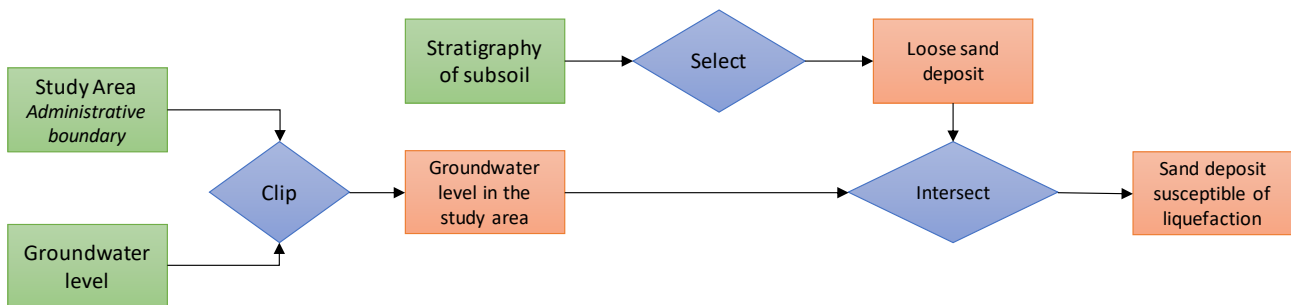 Stratigraphy
of subsoil
Select
Loose sand
deposit
Study Area
Administrative
boundary
Clip
Groundwater
level in the
study area
Intersect
Sand deposit
susceptible of
liquefaction
Groundwater
level